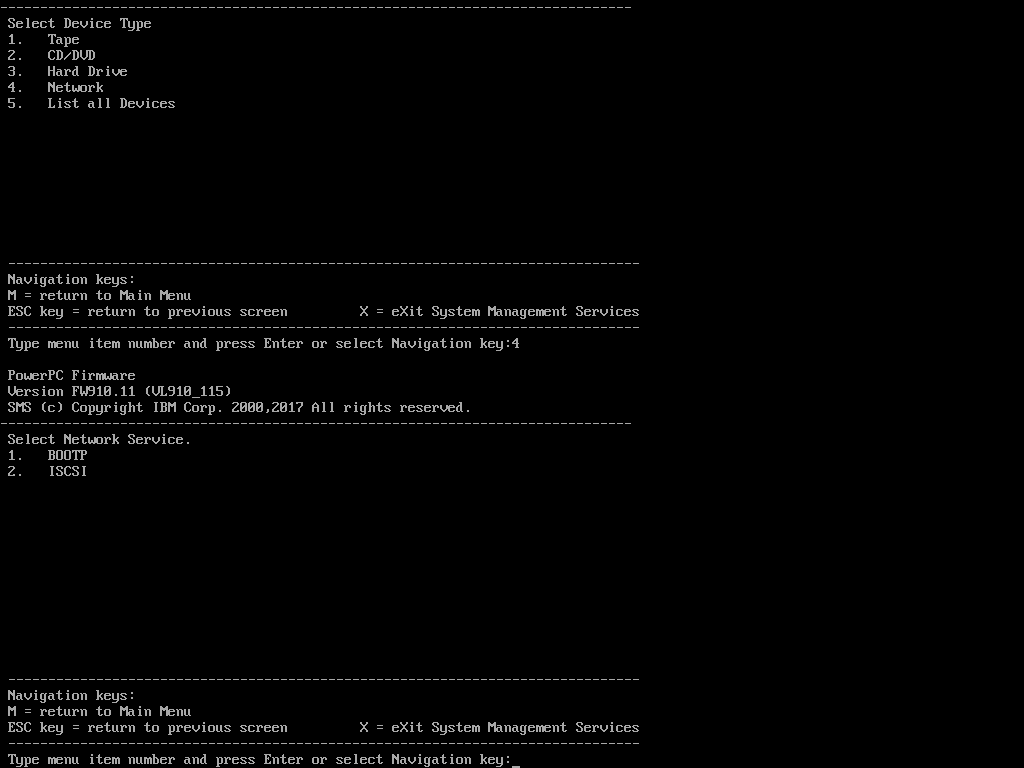 -------------------------------------------------------------------------------
Select Device Type
1.   Tape
2.   CD/DVD
3.   Hard Drive
4.   Network
5.   List all Devices
-------------------------------------------------------------------------------
Navigation keys:
M = return to Main Menu
ESC key = return to previous screen         X = eXit System Management Services
-------------------------------------------------------------------------------
Type menu item number and press Enter or select Navigation key:4
PowerPC Firmware
Version FW910.11 (VL910_115)
SMS (c) Copyright IBM Corp. 2000,2017 All rights reserved.
-------------------------------------------------------------------------------
Select Network Service.
1.   BOOTP
2.   ISCSI
-------------------------------------------------------------------------------
Navigation keys:
M = return to Main Menu
ESC key = return to previous screen         X = eXit System Management Services
-------------------------------------------------------------------------------
Type menu item number and press Enter or select Navigation key:_